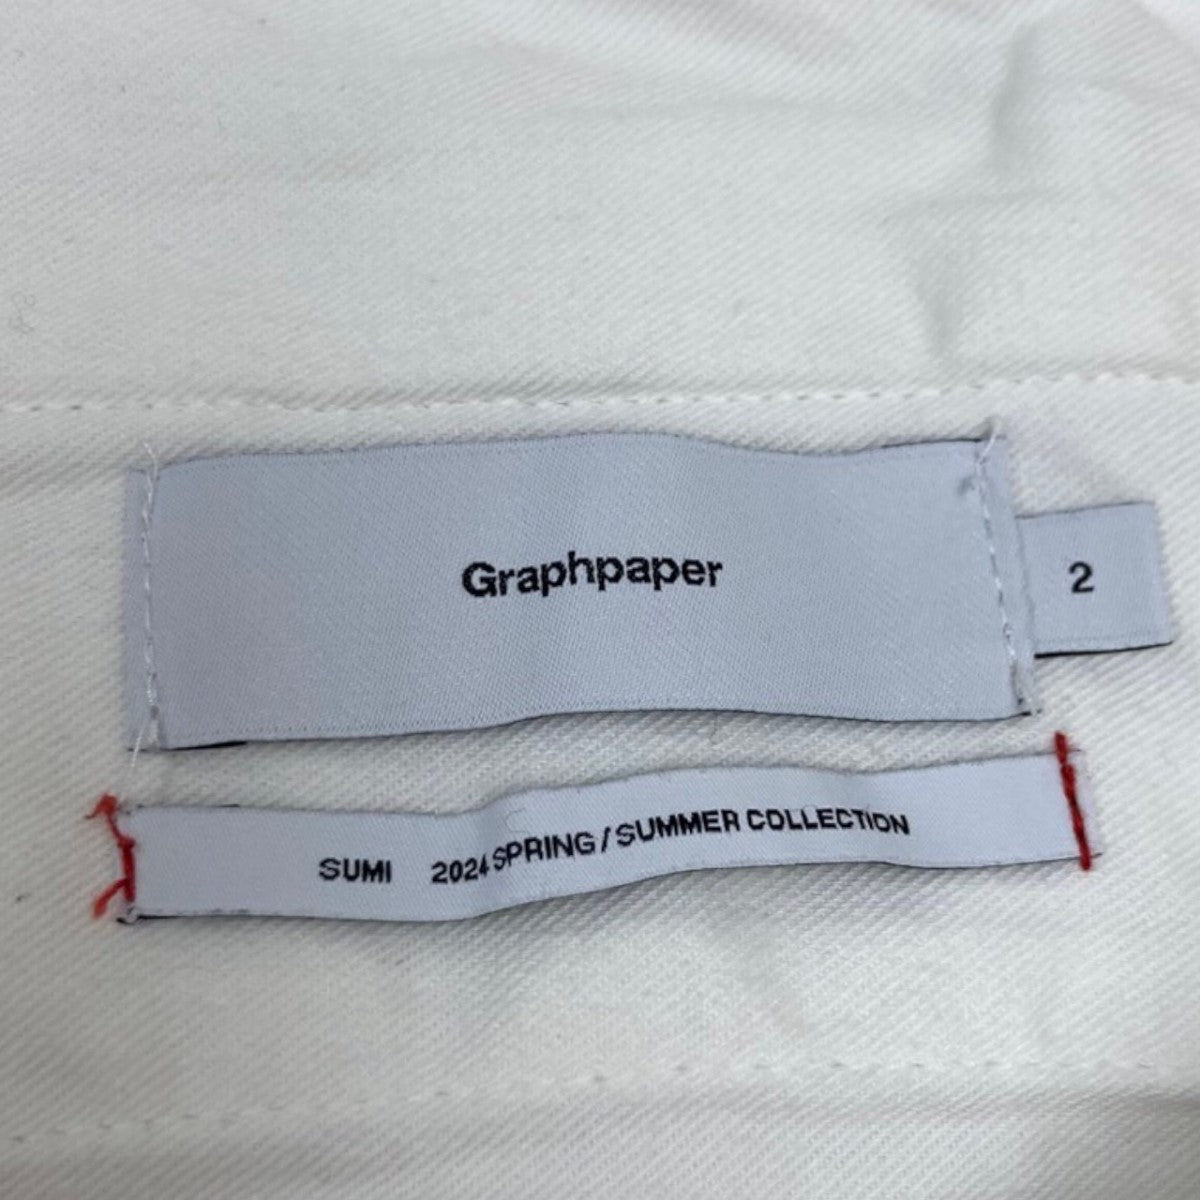 Graphpaper
2
SUMI 2024 SPRING / SUMMER COLLECTION